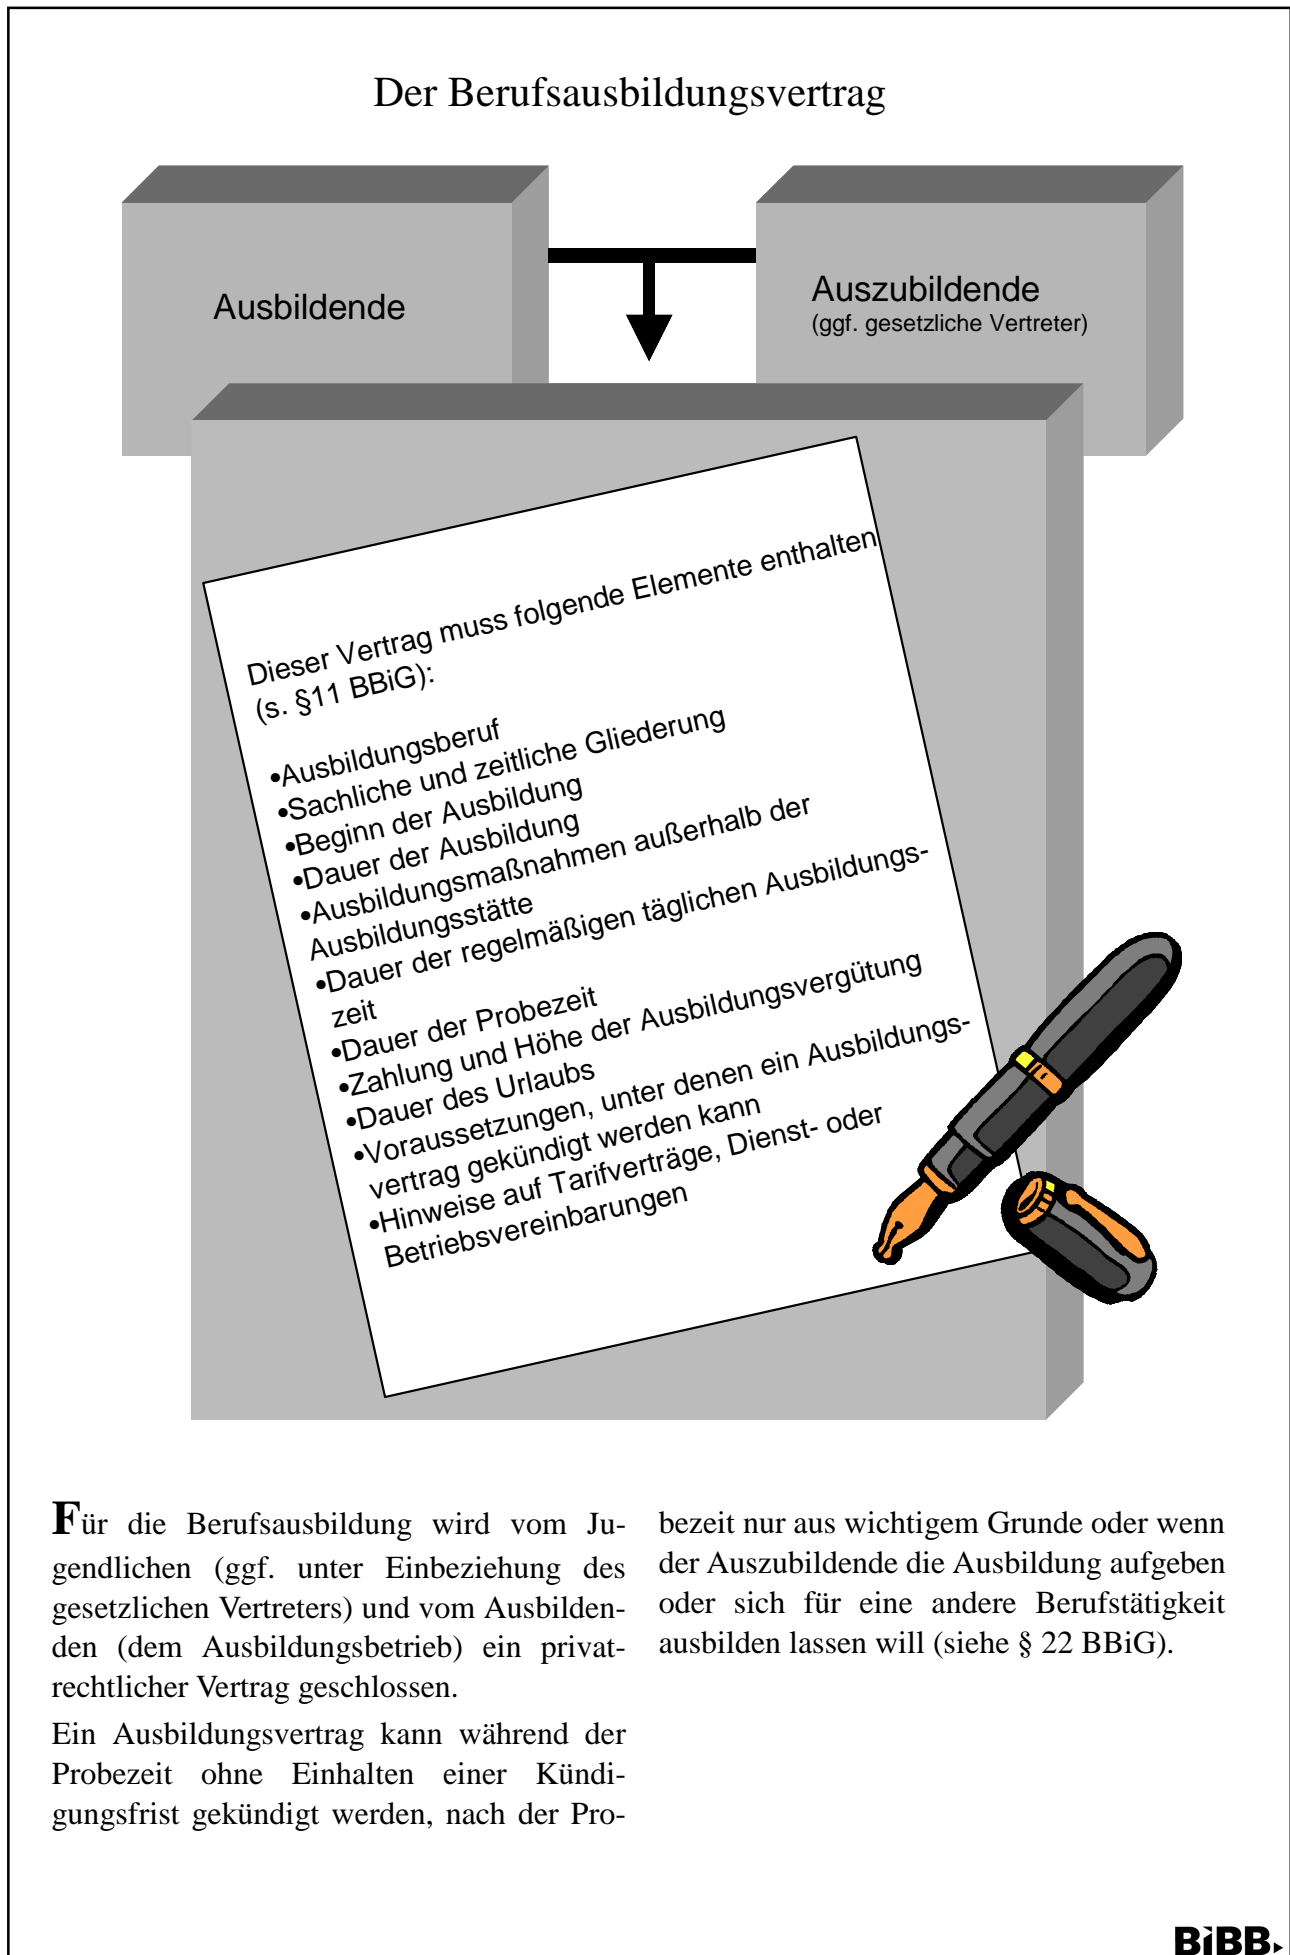 Der Berufsausbildungsvertrag
Ausbildende
Auszubildende
(ggf. gesetzliche Vertreter)
Dieser Vertrag muss folgende Elemente enthalten
(s. §11 BBiG):
•Ausbildungsberuf
•Sachliche und zeitliche Gliederung
•Beginn der Ausbildung
•Dauer der Ausbildung
•Ausbildungsmaßnahmen außerhalb der
Ausbildungsstätte
•Dauer der regelmäßigen täglichen Ausbildungs-
zeit
•Dauer der Probezeit
•Zahlung und Höhe der Ausbildungsvergütung
•Dauer des Urlaubs
•Voraussetzungen, unter denen ein Ausbildungs-
vertrag gekündigt werden kann
•Hinweise auf Tarifverträge, Dienst- oder
Betriebsvereinbarungen
Für die Berufsausbildung wird vom Ju-
gendlichen (ggf. unter Einbeziehung des
gesetzlichen Vertreters) und vom Ausbilden-
den (dem Ausbildungsbetrieb) ein privat-
rechtlicher Vertrag geschlossen.
Ein Ausbildungsvertrag kann während der
Probezeit ohne Einhalten einer Kündi-
gungsfrist gekündigt werden, nach der Pro-
bezeit nur aus wichtigem Grunde oder wenn
der Auszubildende die Ausbildung aufgeben
oder sich für eine andere Berufstätigkeit
ausbilden lassen will (siehe § 22 BBiG).
BiBB